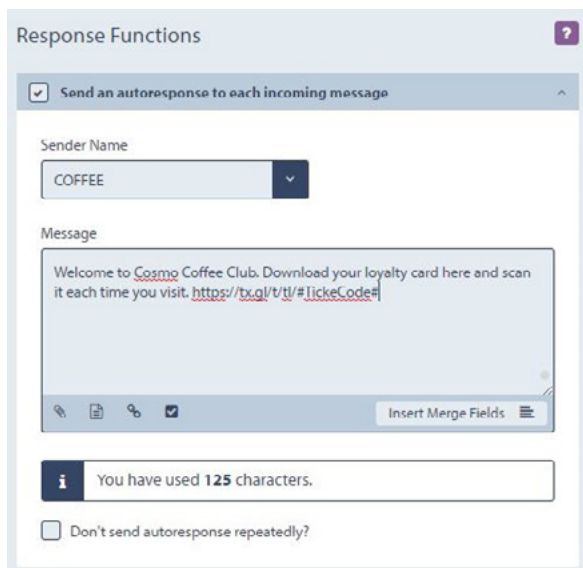 Response Functions
?
Send an autoresponse to each incoming message
Sender Name
COFFEE
Message
Welcome to Cosmo Coffee Club. Download your loyalty card here and scan
it each time you visit. https://tx.gl/t/tl/#TickeCode#
Insert Merge Fields
i You have used 125 characters.
Don't send autoresponse repeatedly?